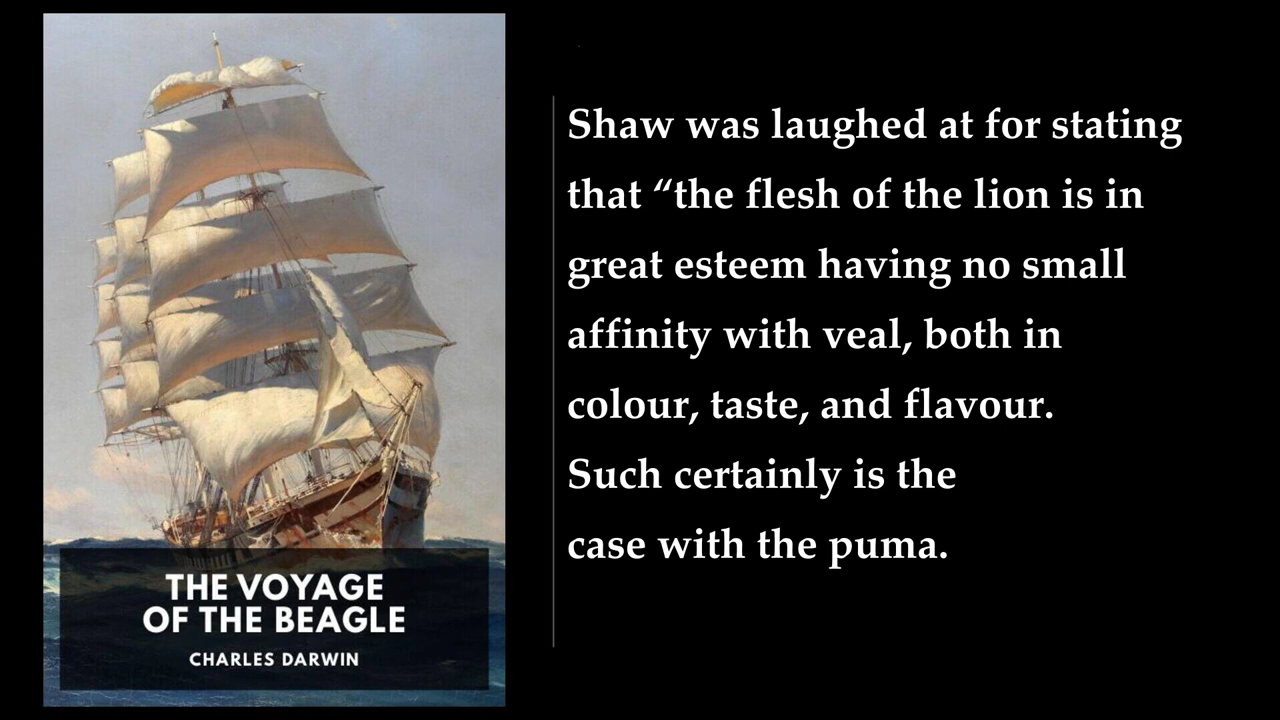 THE VOYAGE
OF THE BEAGLE
CHARLES DARWIN
Shaw was laughed at for stating
that “the flesh of the lion is in
great esteem having no small
affinity with veal, both in
colour, taste, and flavour.
Such certainly is the
case with the puma.